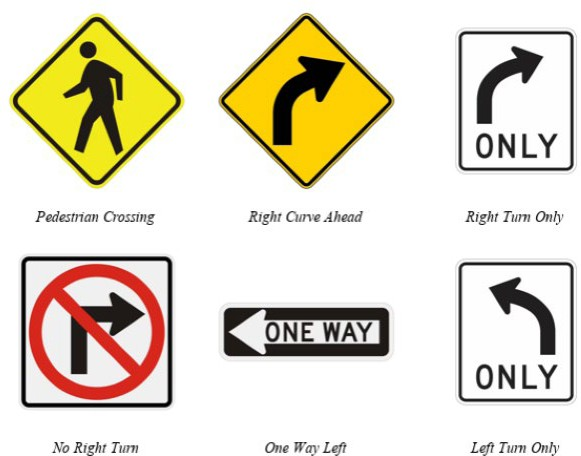 ONLY
Pedestrian Crossing
Right Curve Ahead
Right Turn Only
ONE WAY
ONLY
No Right Turn
One Way Left
Left Turn Only